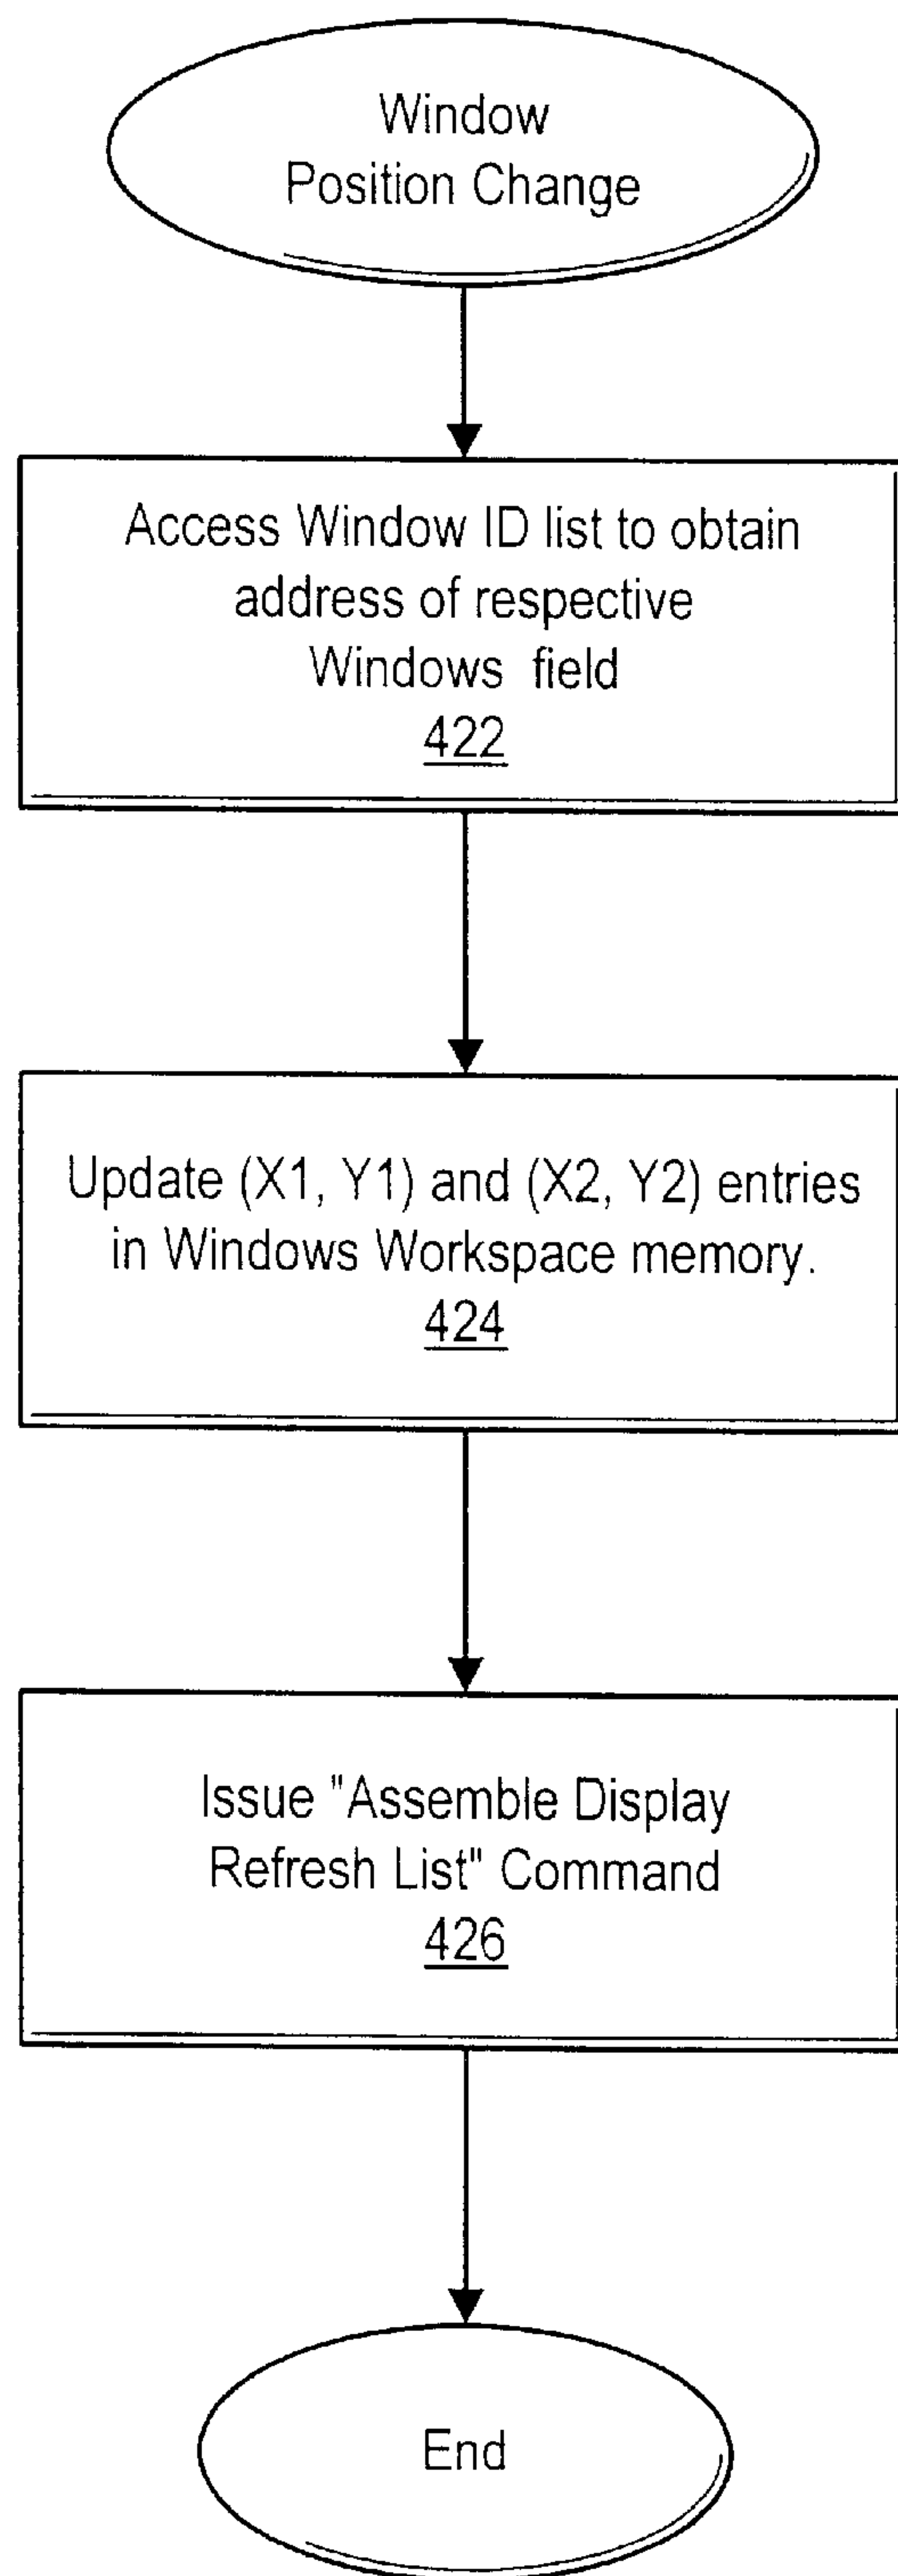 Window
Position Change
Access Window ID list to obtain
address of respective
Windows field
422
Update (X1, Y1) and (X2, Y2) entries
in Windows Workspace memory.
424
Issue "Assemble Display
Refresh List" Command
426
End